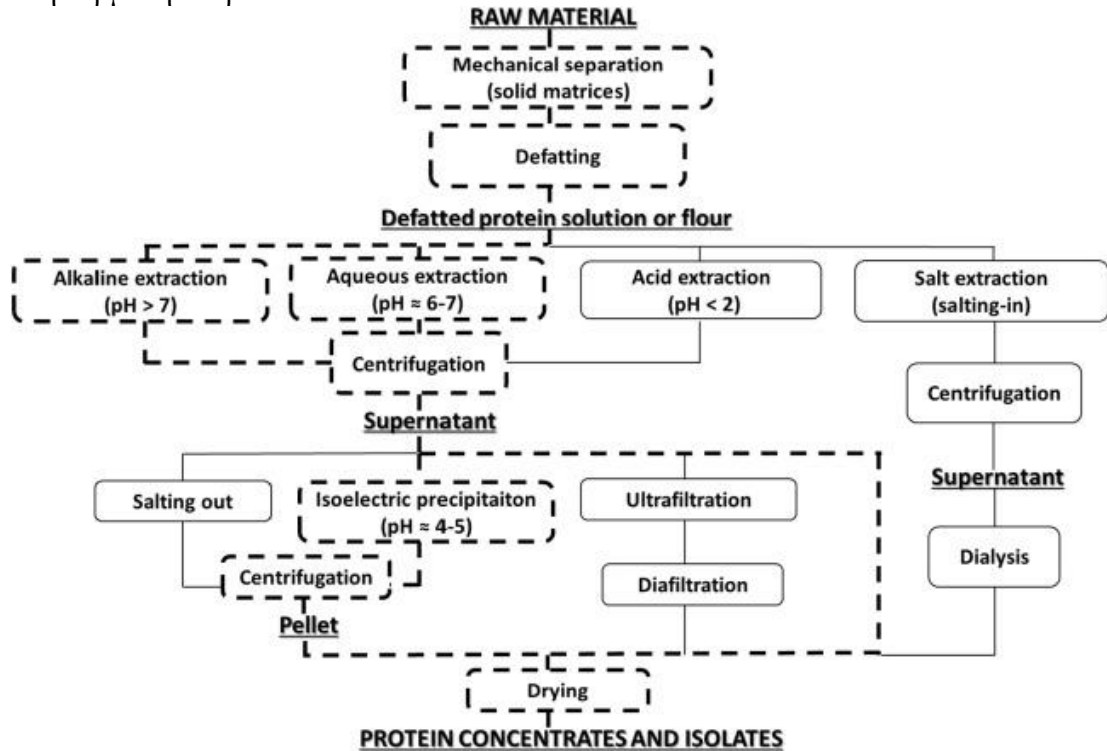 RAW MATERIAL
Mechanical separation
(solid matrices)
Defatting
Defatted protein solution or flour
Alkaline extraction
(pH > 7)
Aqueous extraction
(pH ≈ 6-7)
Acid extraction
(pH < 2)
Salt extraction
(salting-in)
Centrifugation
Centrifugation
Supernatant
Supernatant
Salting out
Isoelectric precipitaiton
(pH ≈ 4-5)
Ultrafiltration
Dialysis
Centrifugation
Diafiltration
Pellet
Drying
PROTEIN CONCENTRATES AND ISOLATES